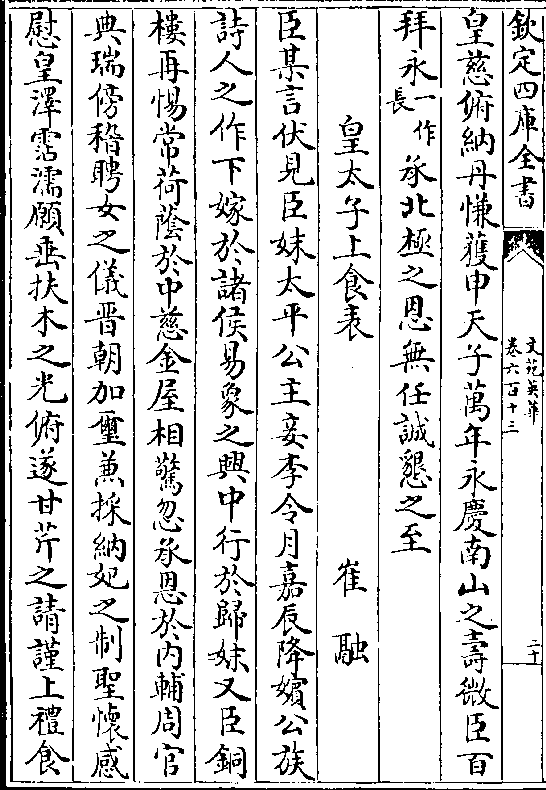 欽定四庫全書
文苑英華
卷六百十三
二十
皇慈俯納丹慊獲申天子萬年永慶南山之壽微臣百
拜永一作長承北極之恩無任誠懇之至
皇太子上食表
崔融
臣某言伏見臣妹太平公主妾李令月嘉辰降嬪公族
詩人之作下嫁於諸侯易象之興中行於歸妹又臣銅
樓再惕常荷蔭於中慈金屋相驚忽承恩於內輔周官
典瑞傍稽聘女之儀晉朝加璽兼採納妃之制聖懷感
慰皇澤霑濡願垂扶木之光俯遂甘芹之請謹上禮食